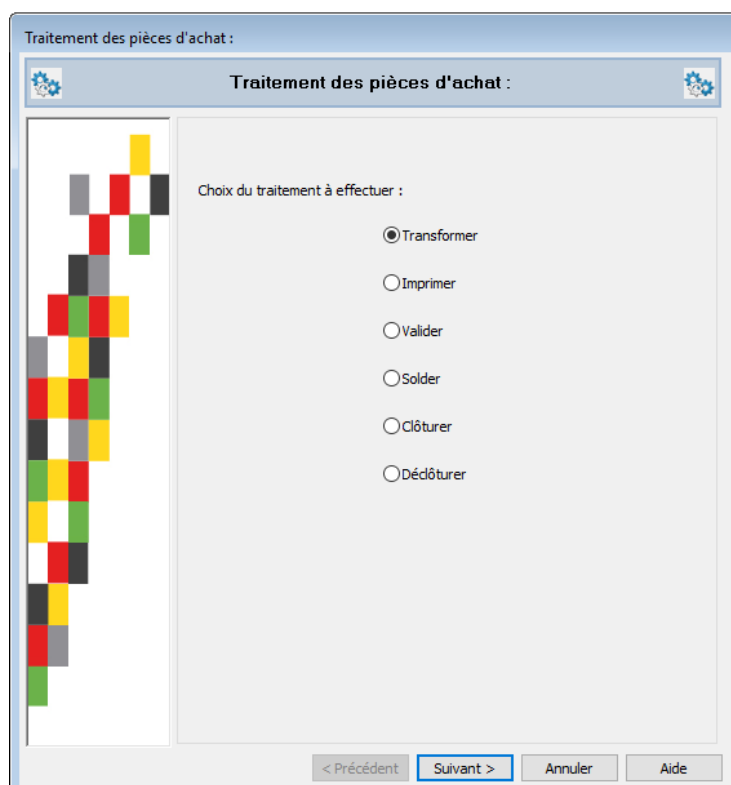 Traitement des pièces d'achat :
Traitement des pièces d'achat :
Choix du traitement à effectuer :
Transformer
Imprimer
Valider
Solder
Clôturer
Déclôturer
< Précédent Suivant > Annuler Aide